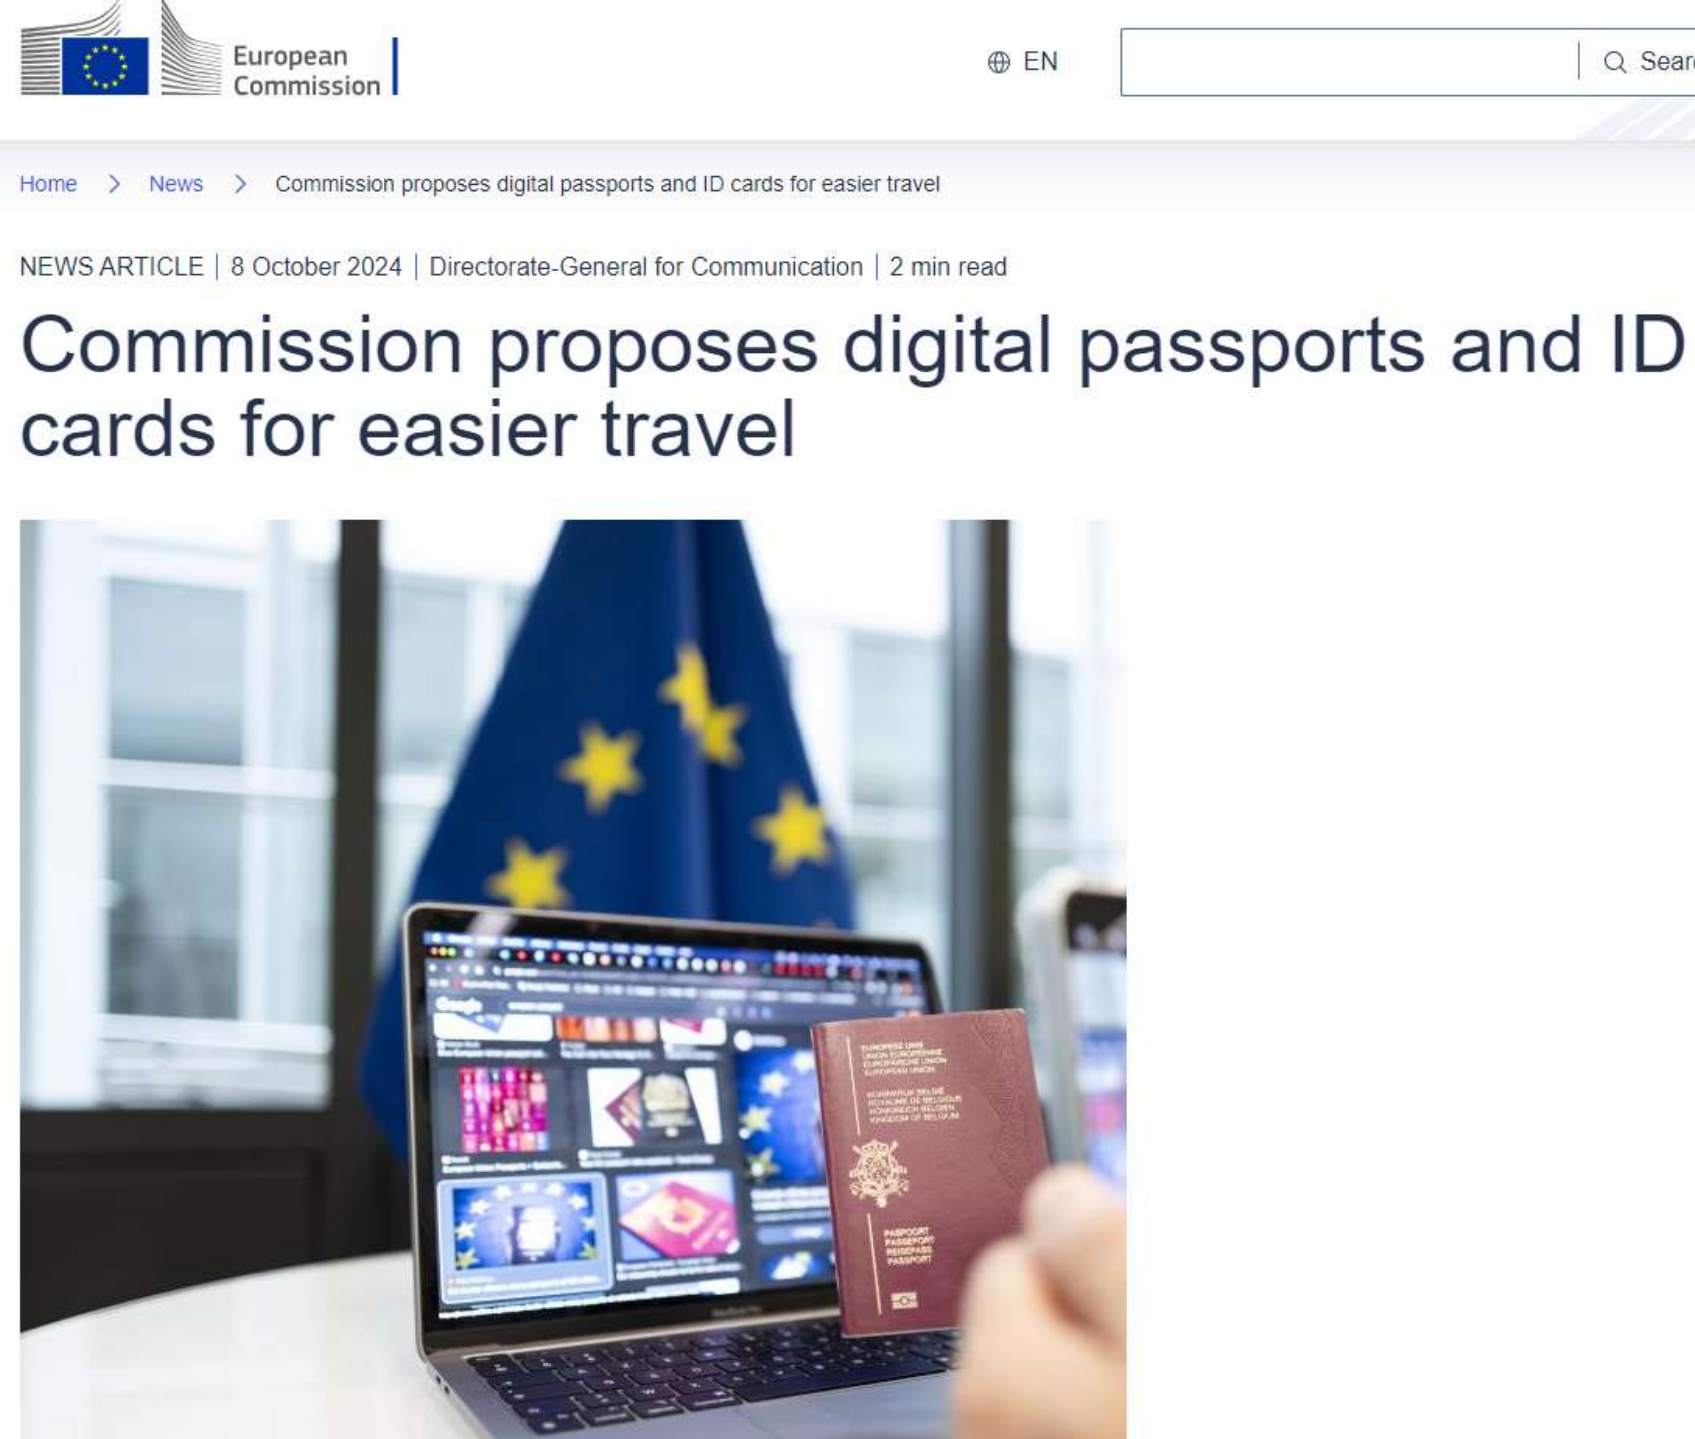 European
Commission
EN
Sear
Home > News > Commission proposes digital passports and ID cards for easier travel
NEWS ARTICLE | 8 October 2024 | Directorate-General for Communication | 2 min read
Commission proposes digital passports and ID
cards for easier travel
Google
EUROPESE UNIE
UNION EUROPÉENNE
EUROPÄISCHE UNION
EUROPEAN UNION
KONINKRIJK BELGIË
ROYAUME DE BELGIQUE
KÖNIGREICH BELGIEN
KINGDOM OF BELGIUM
PASPOORT
PASSEPORT
REISEPASS
PASSPORT